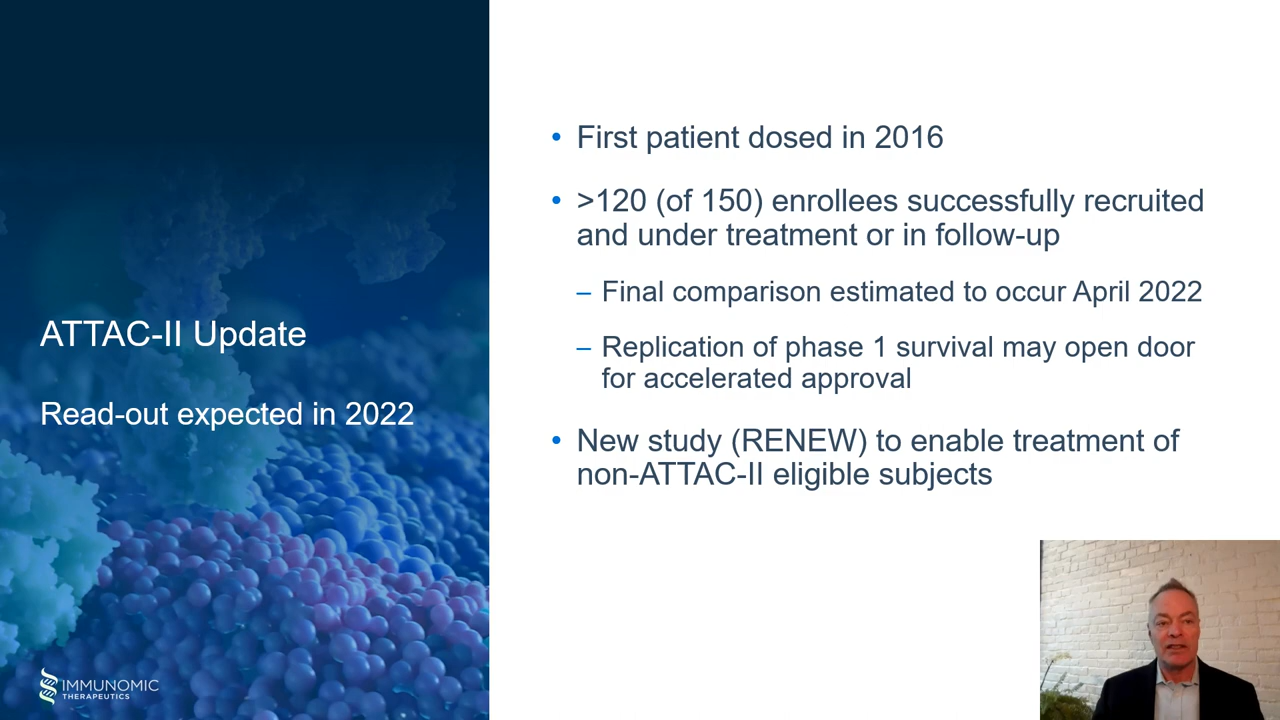 ATTAC-II Update
Read-out expected in 2022
IMMUNOMIC
THERAPEUTICS
• First patient dosed in 2016
• >120 (of 150) enrollees successfully recruited
and under treatment or in follow-up
– Final comparison estimated to occur April 2022
– Replication of phase 1 survival may open door
for accelerated approval
• New study (RENEW) to enable treatment of
non-ATTAC-II eligible subjects